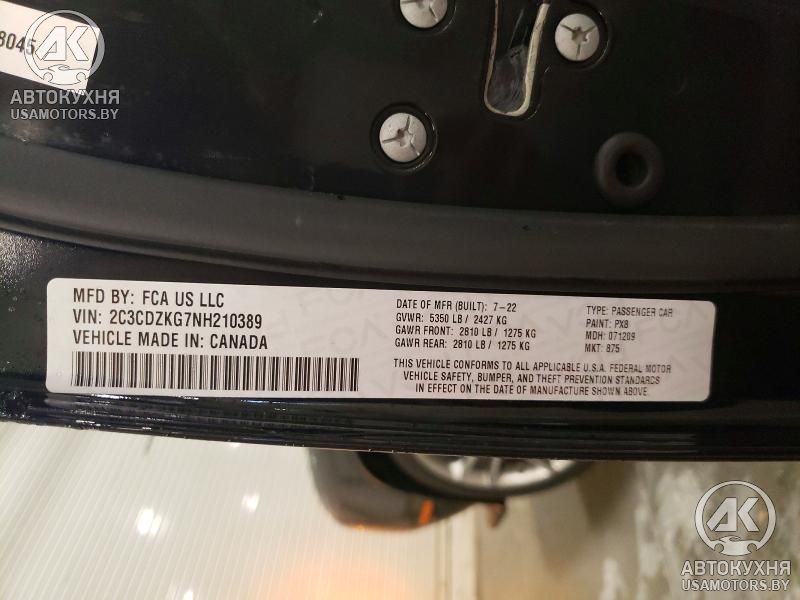 8045
АК
АВТОКУХНЯ
USAMOTORS.BY
MFD BY: FCA US LLC
VIN: 2C3CDZKG7NH210389
VEHICLE MADE IN: CANADA
DATE OF MFR (BUILT): 7-22
GVWR: 5350 LB / 2427 KG
GAWR FRONT: 2810 LB / 1275 KG
GAWR REAR: 2810 LB / 1275 KG
THIS VEHICLE CONFORMS TO ALL APPLICABLE U.S.A. FEDERAL MOTOR
VEHICLE SAFETY, BUMPER, AND THEFT PREVENTION STANDARDS
IN EFFECT ON THE DATE OF MANUFACTURE SHOWN ABOVE.
TYPE: PASSENGER CAR
PAINT: PX8
MDH: 071209
MKT: 875
АК
АВТОКУХНЯ
USAMOTORS.BY